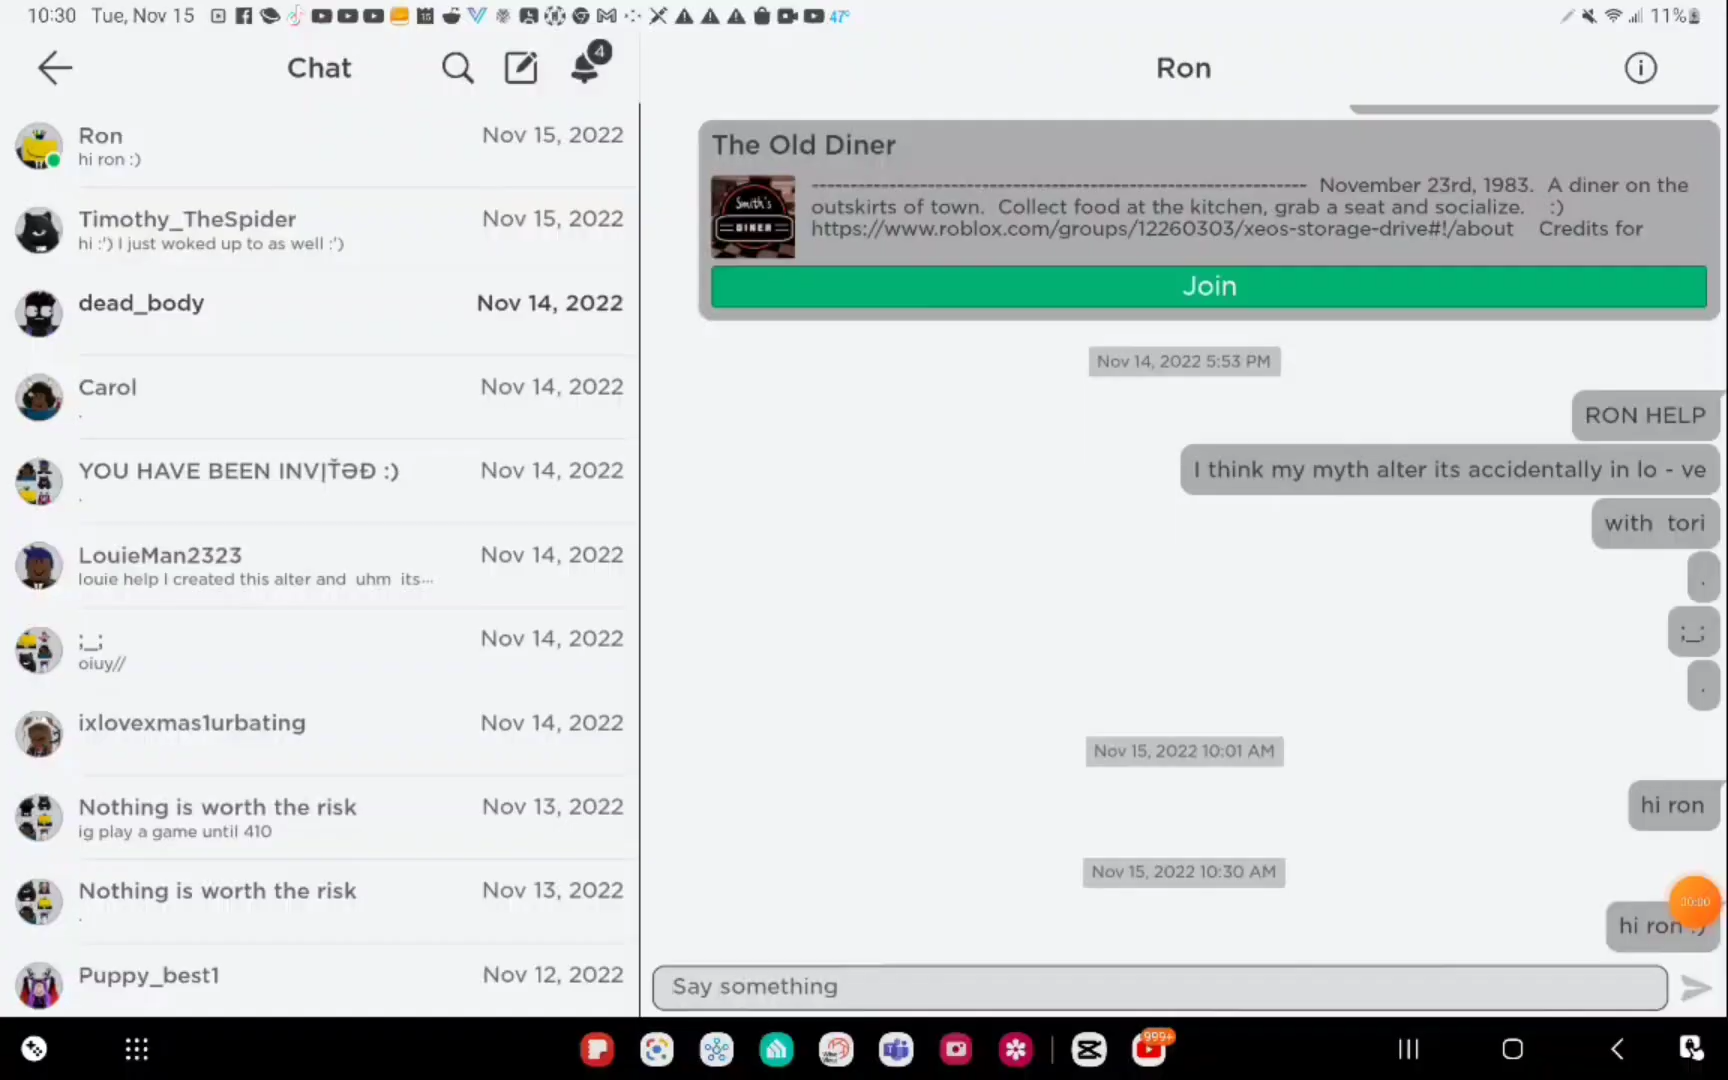 10:30 Tue, Nov 15
47°
11%
Chat
4
Ron
Nov 15, 2022
hi ron :)
Timothy_TheSpider
Nov 15, 2022
hi :') I just woked up to as well :')
dead_body
Nov 14, 2022
Carol
Nov 14, 2022
.
YOU HAVE BEEN INV|ŤƏĐ :)
Nov 14, 2022
.
LouieMan2323
Nov 14, 2022
louie help I created this alter and uhm its...
;_;
Nov 14, 2022
oiuy//
ixlovexmas1urbating
Nov 14, 2022
Nothing is worth the risk
Nov 13, 2022
ig play a game until 410
Nothing is worth the risk
Nov 13, 2022
.
Puppy_best1
Nov 12, 2022
Ron
The Old Diner
Smith's
DINER
---------------------------------------------------------------- November 23rd, 1983. A diner on the
outskirts of town. Collect food at the kitchen, grab a seat and socialize. :)
https://www.roblox.com/groups/12260303/xeos-storage-drive#!/about Credits for
Join
Nov 14, 2022 5:53 PM
RON HELP
I think my myth alter its accidentally in lo - ve
with tori
.
;_;
.
Nov 15, 2022 10:01 AM
hi ron
Nov 15, 2022 10:30 AM
hi ron :)
00:00
Say something
999+